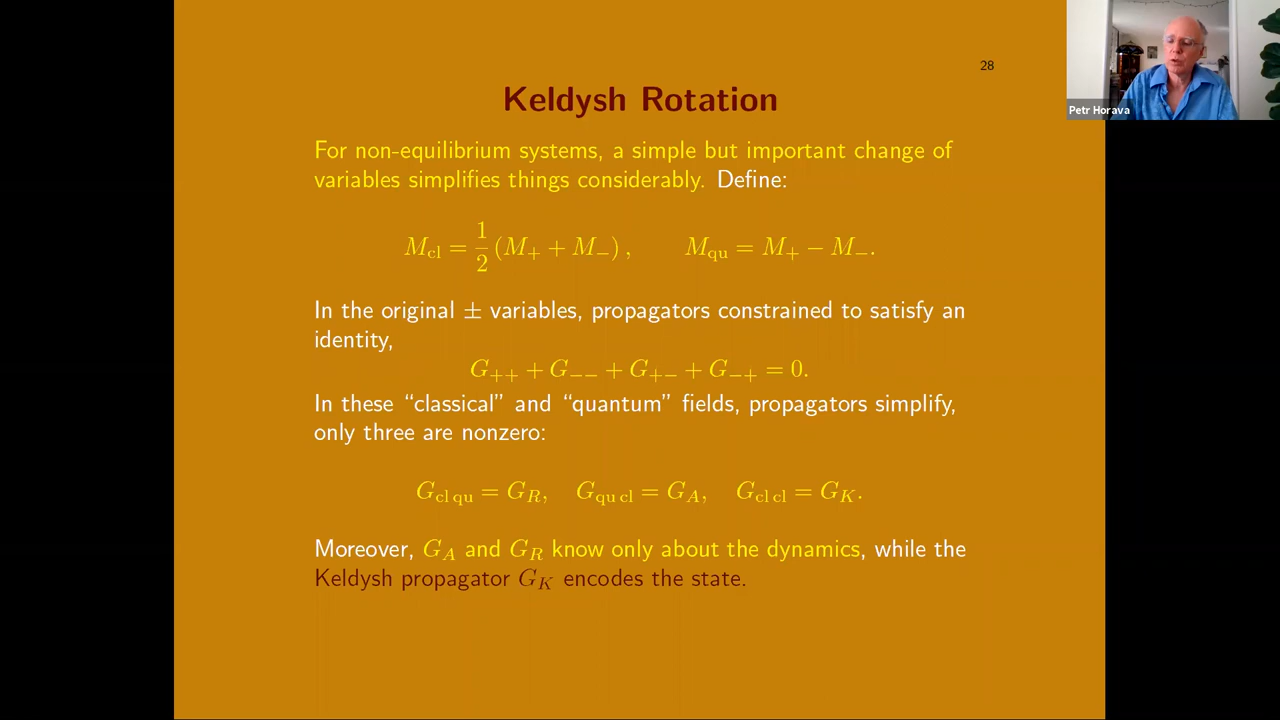 28
Petr Horava
Keldysh Rotation
For non-equilibrium systems, a simple but important change of
variables simplifies things considerably. Define:
M_cl = 1/2 (M_+ + M_−) ,   M_qu = M_+ − M_−.
In the original ± variables, propagators constrained to satisfy an
identity,
G_++ + G_−− + G_+− + G_−+ = 0.
In these “classical” and “quantum” fields, propagators simplify,
only three are nonzero:
G_cl qu = G_R,   G_qu cl = G_A,   G_cl cl = G_K.
Moreover, G_A and G_R know only about the dynamics, while the
Keldysh propagator G_K encodes the state.